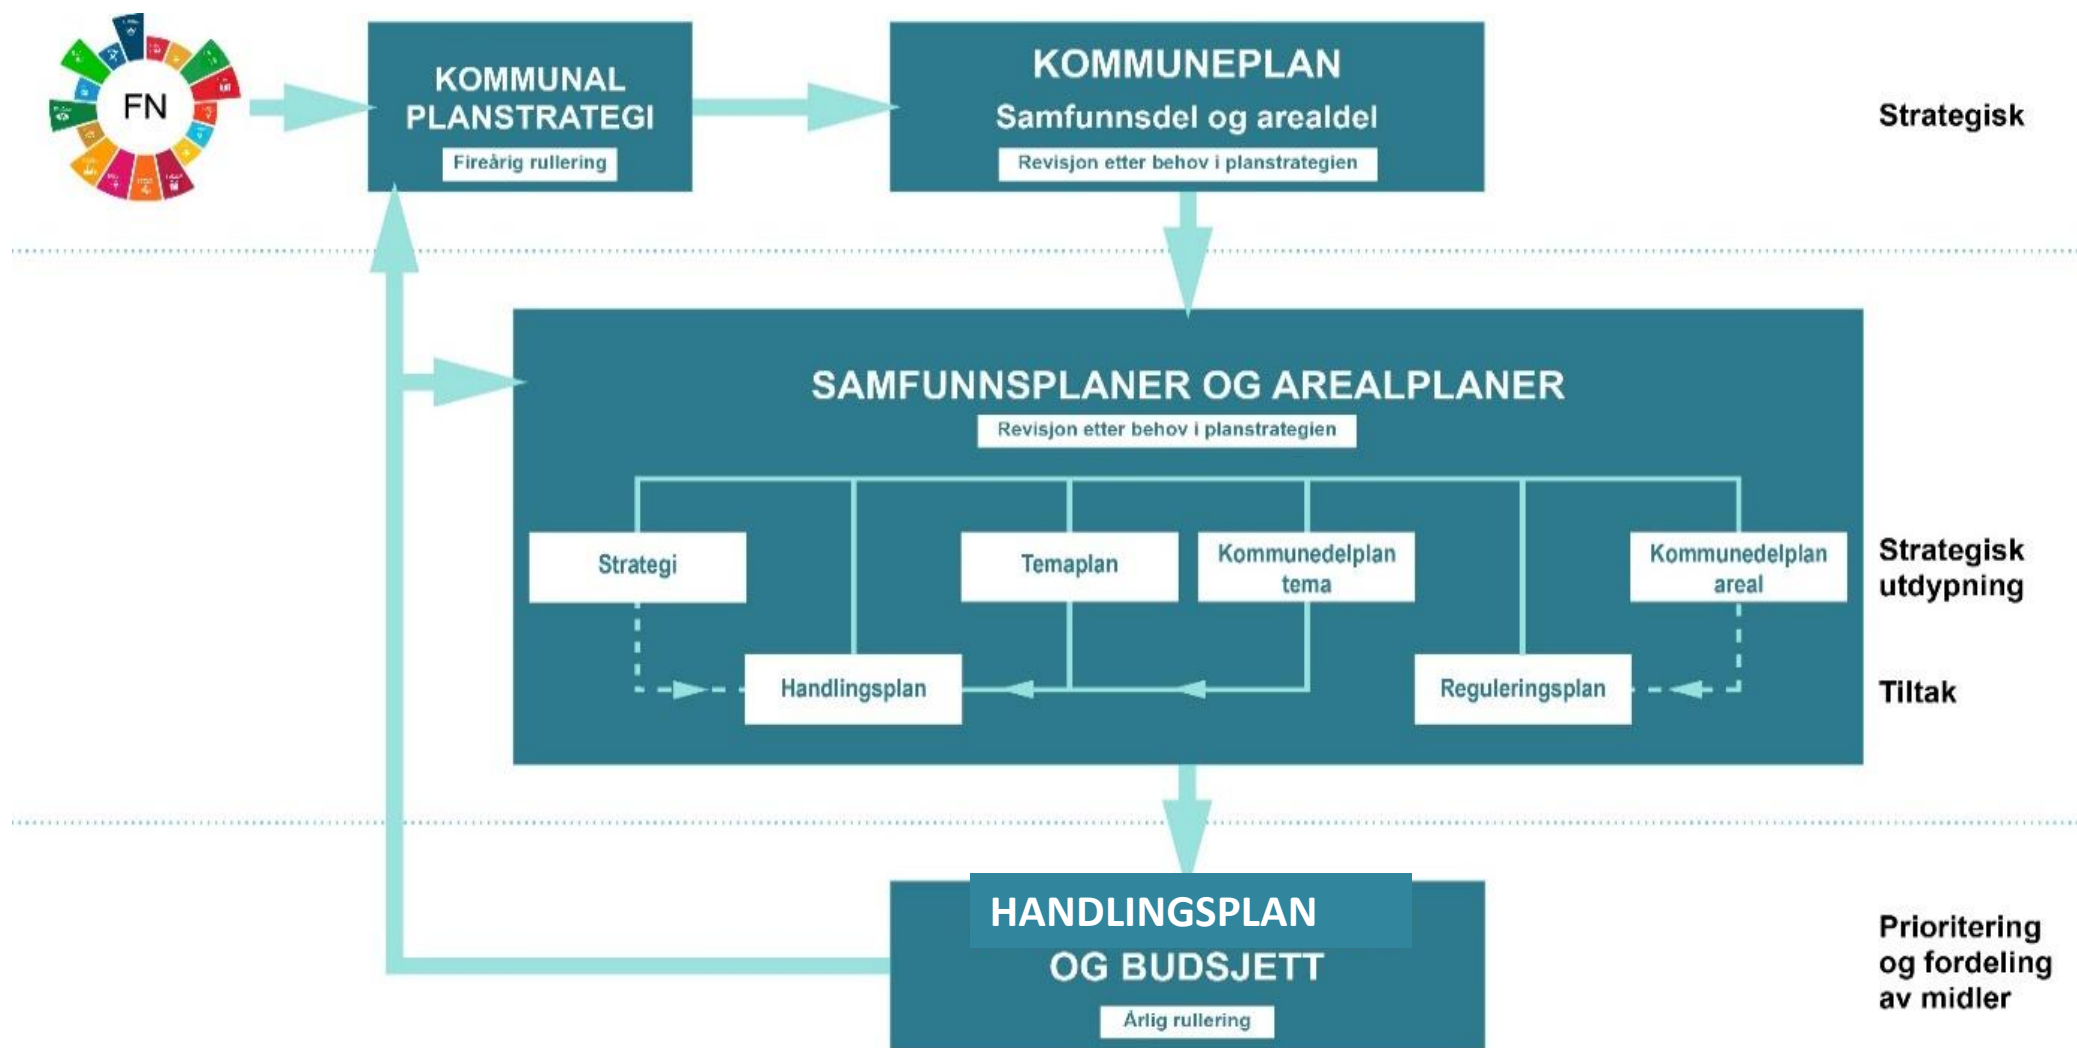 FN
KOMMUNAL
PLANSTRATEGI
Fireårig rullering
KOMMUNEPLAN
Samfunnsdel og arealdel
Revisjon etter behov i planstrategien
Strategisk
SAMFUNNSPLANER OG AREALPLANER
Revisjon etter behov i planstrategien
Strategi
Temaplan
Kommunedelplan
tema
Kommunedelplan
areal
Strategisk
utdypning
Handlingsplan
Reguleringsplan
Tiltak
HANDLINGSPLAN
OG BUDSJETT
Årlig rullering
Prioritering
og fordeling
av midler